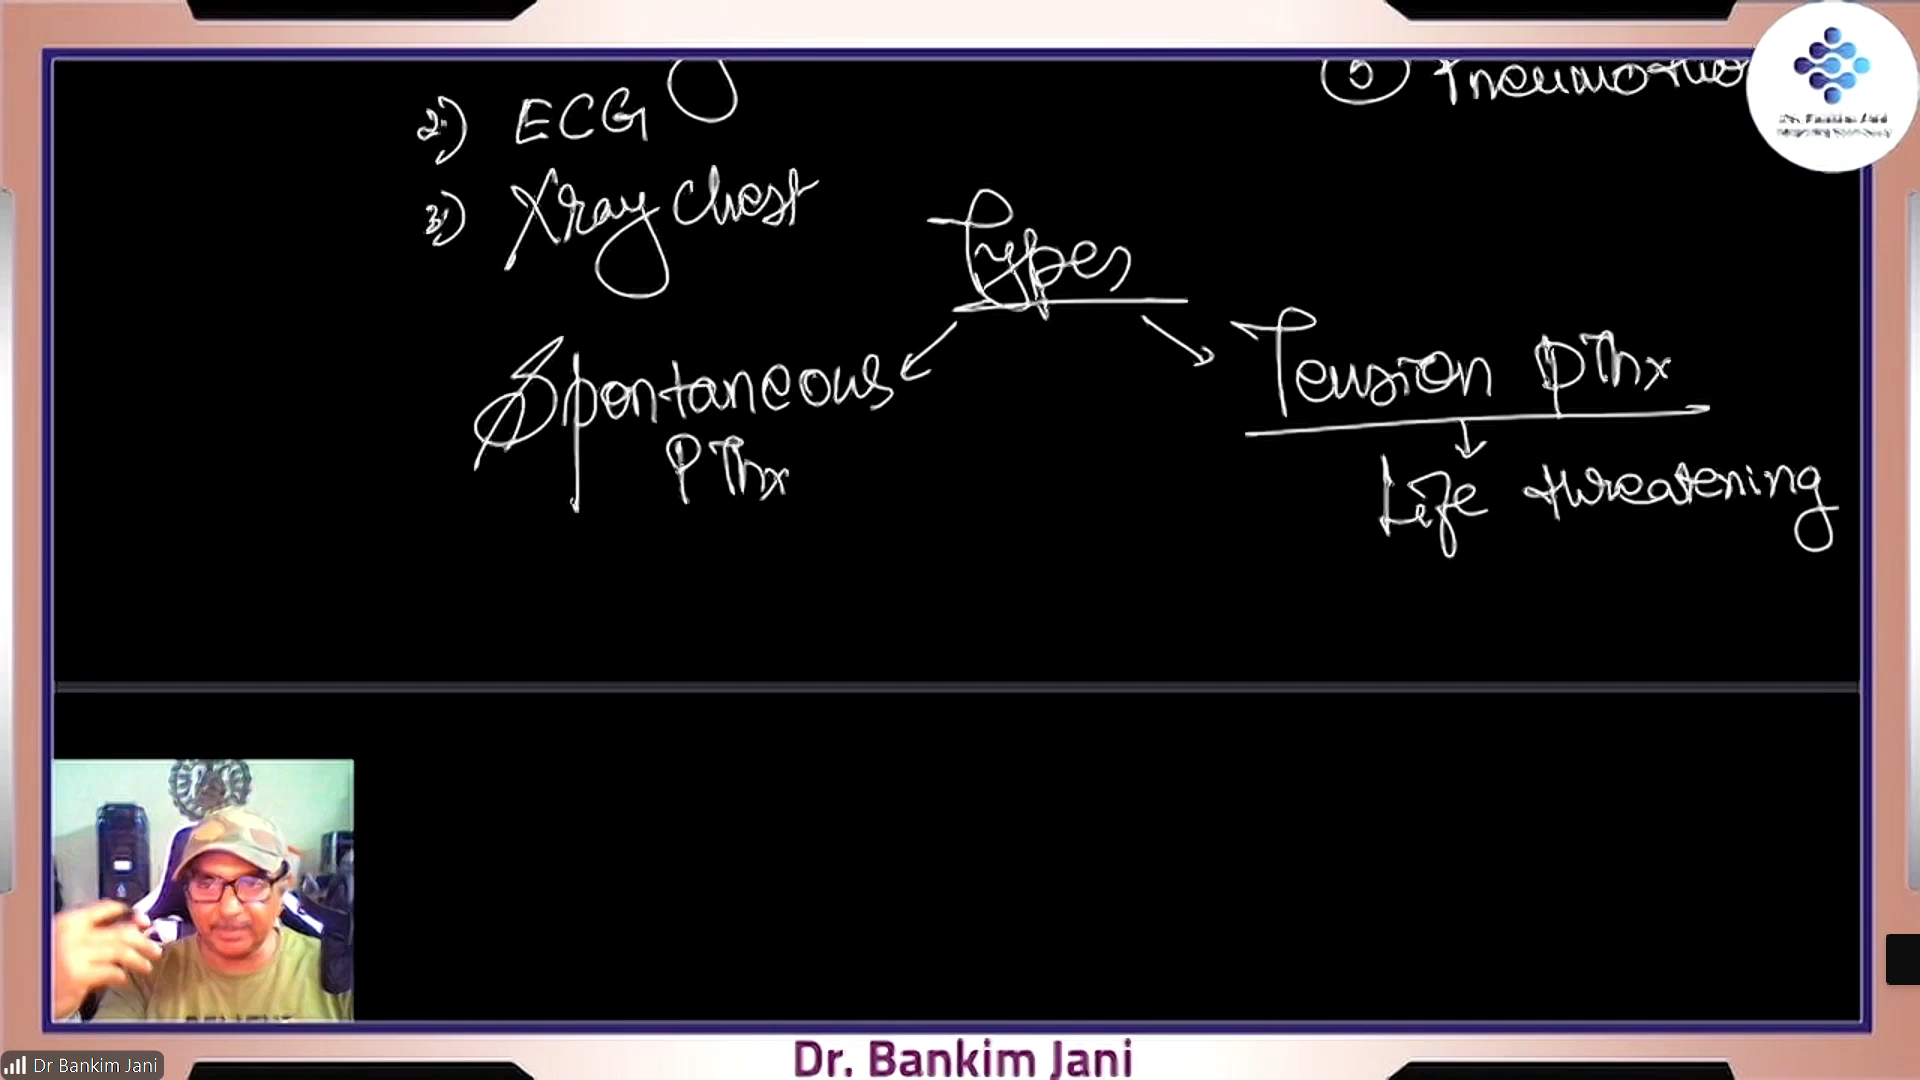 2) ECG
5 Pneumotho
3) Xray Chest
Types
Spontaneous
PThx
Tension PThx
Life threatening
Dr Bankim Jani
Dr. Bankim Jani